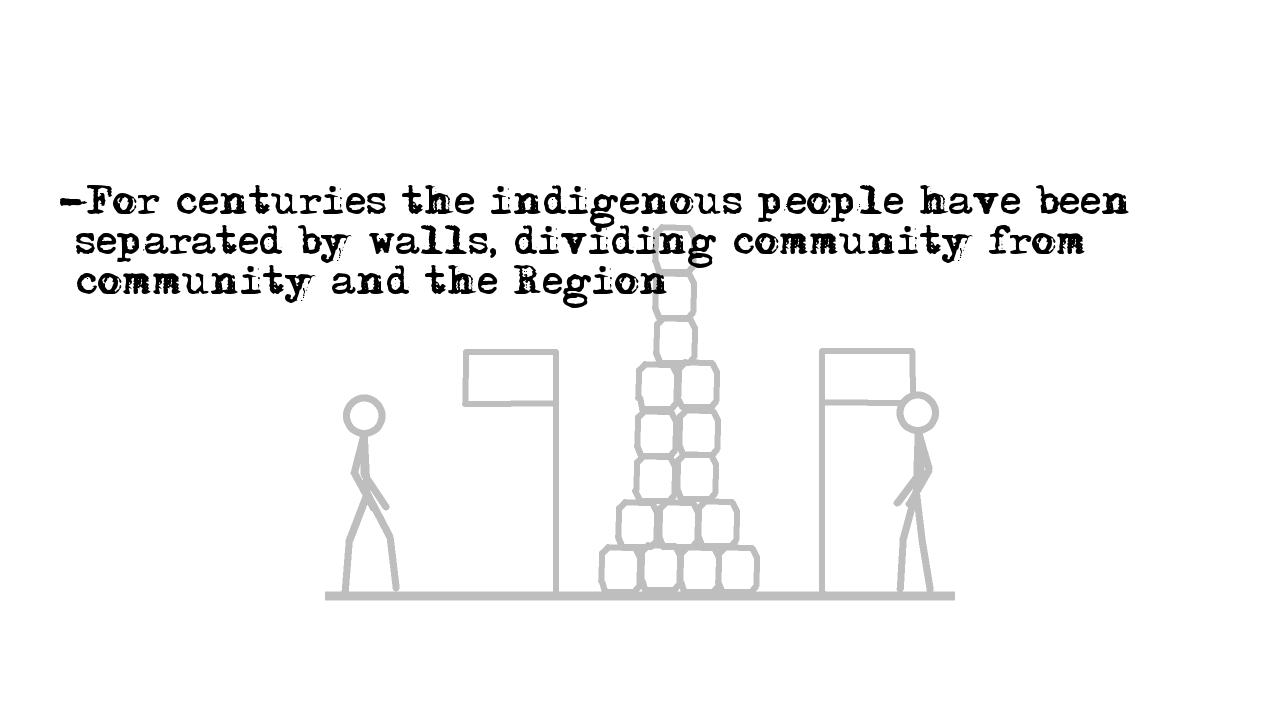 -For centuries the indigenous people have been
separated by walls, dividing community from
community and the Region